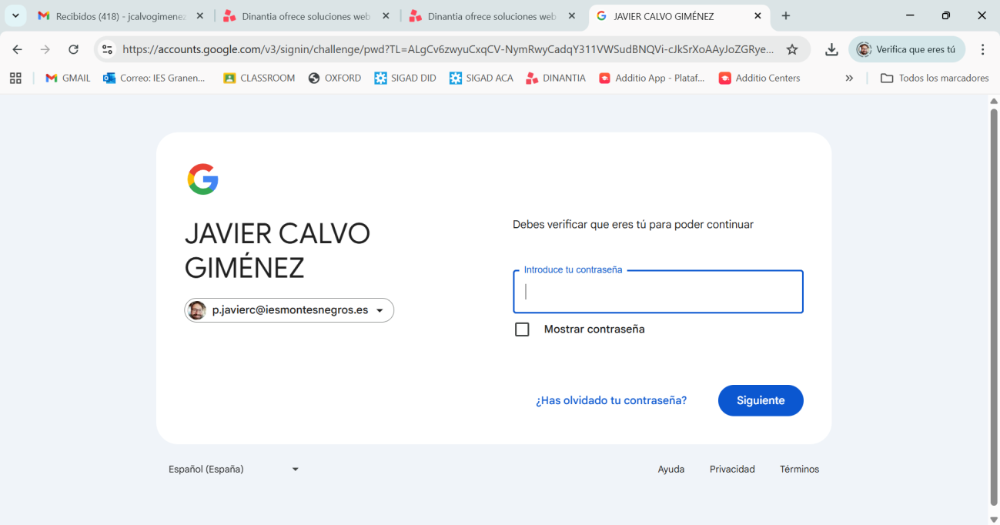 Recibidos (418) - jcalvogimenez
Dinantia ofrece soluciones web
Dinantia ofrece soluciones web
JAVIER CALVO GIMÉNEZ
https://accounts.google.com/v3/signin/challenge/pwd?TL=ALgCv6zwyuCxqCV-NymRwyCadqY311VWSudBNQVi-cJkSrXoAAyJoZGRye...
Verifica que eres tú
GMAIL
Correo: IES Granen...
CLASSROOM
OXFORD
SIGAD DID
SIGAD ACA
DINANTIA
Additio App - Plataf...
Additio Centers
Todos los marcadores
JAVIER CALVO
GIMÉNEZ
p.javierc@iesmontesnegros.es
Debes verificar que eres tú para poder continuar
Introduce tu contraseña
Mostrar contraseña
¿Has olvidado tu contraseña?
Siguiente
Español (España)
Ayuda
Privacidad
Términos